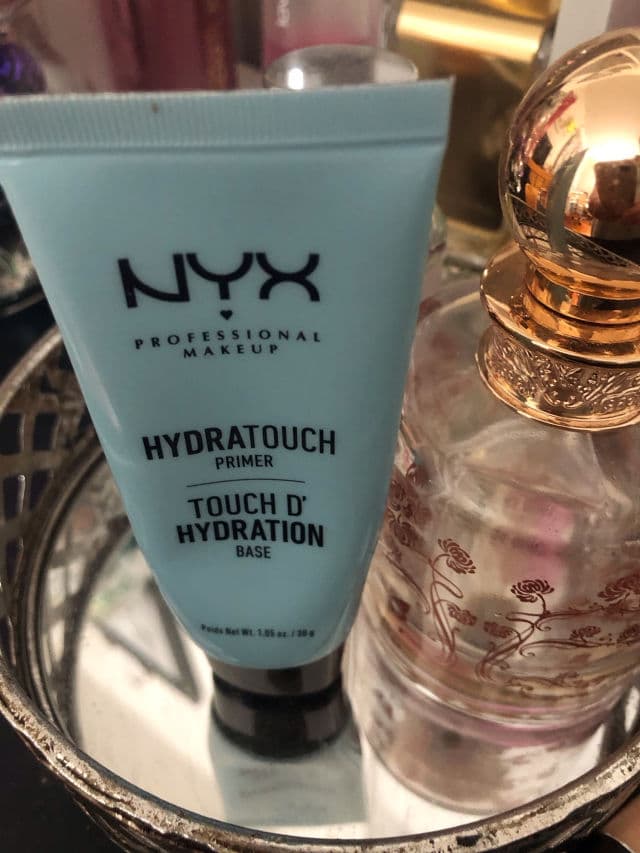 NYX
PROFESSIONAL
MAKEUP
HYDRATOUCH
PRIMER
TOUCH D'
HYDRATION
BASE
Poids Net Wt. 1.05 oz. / 30 g